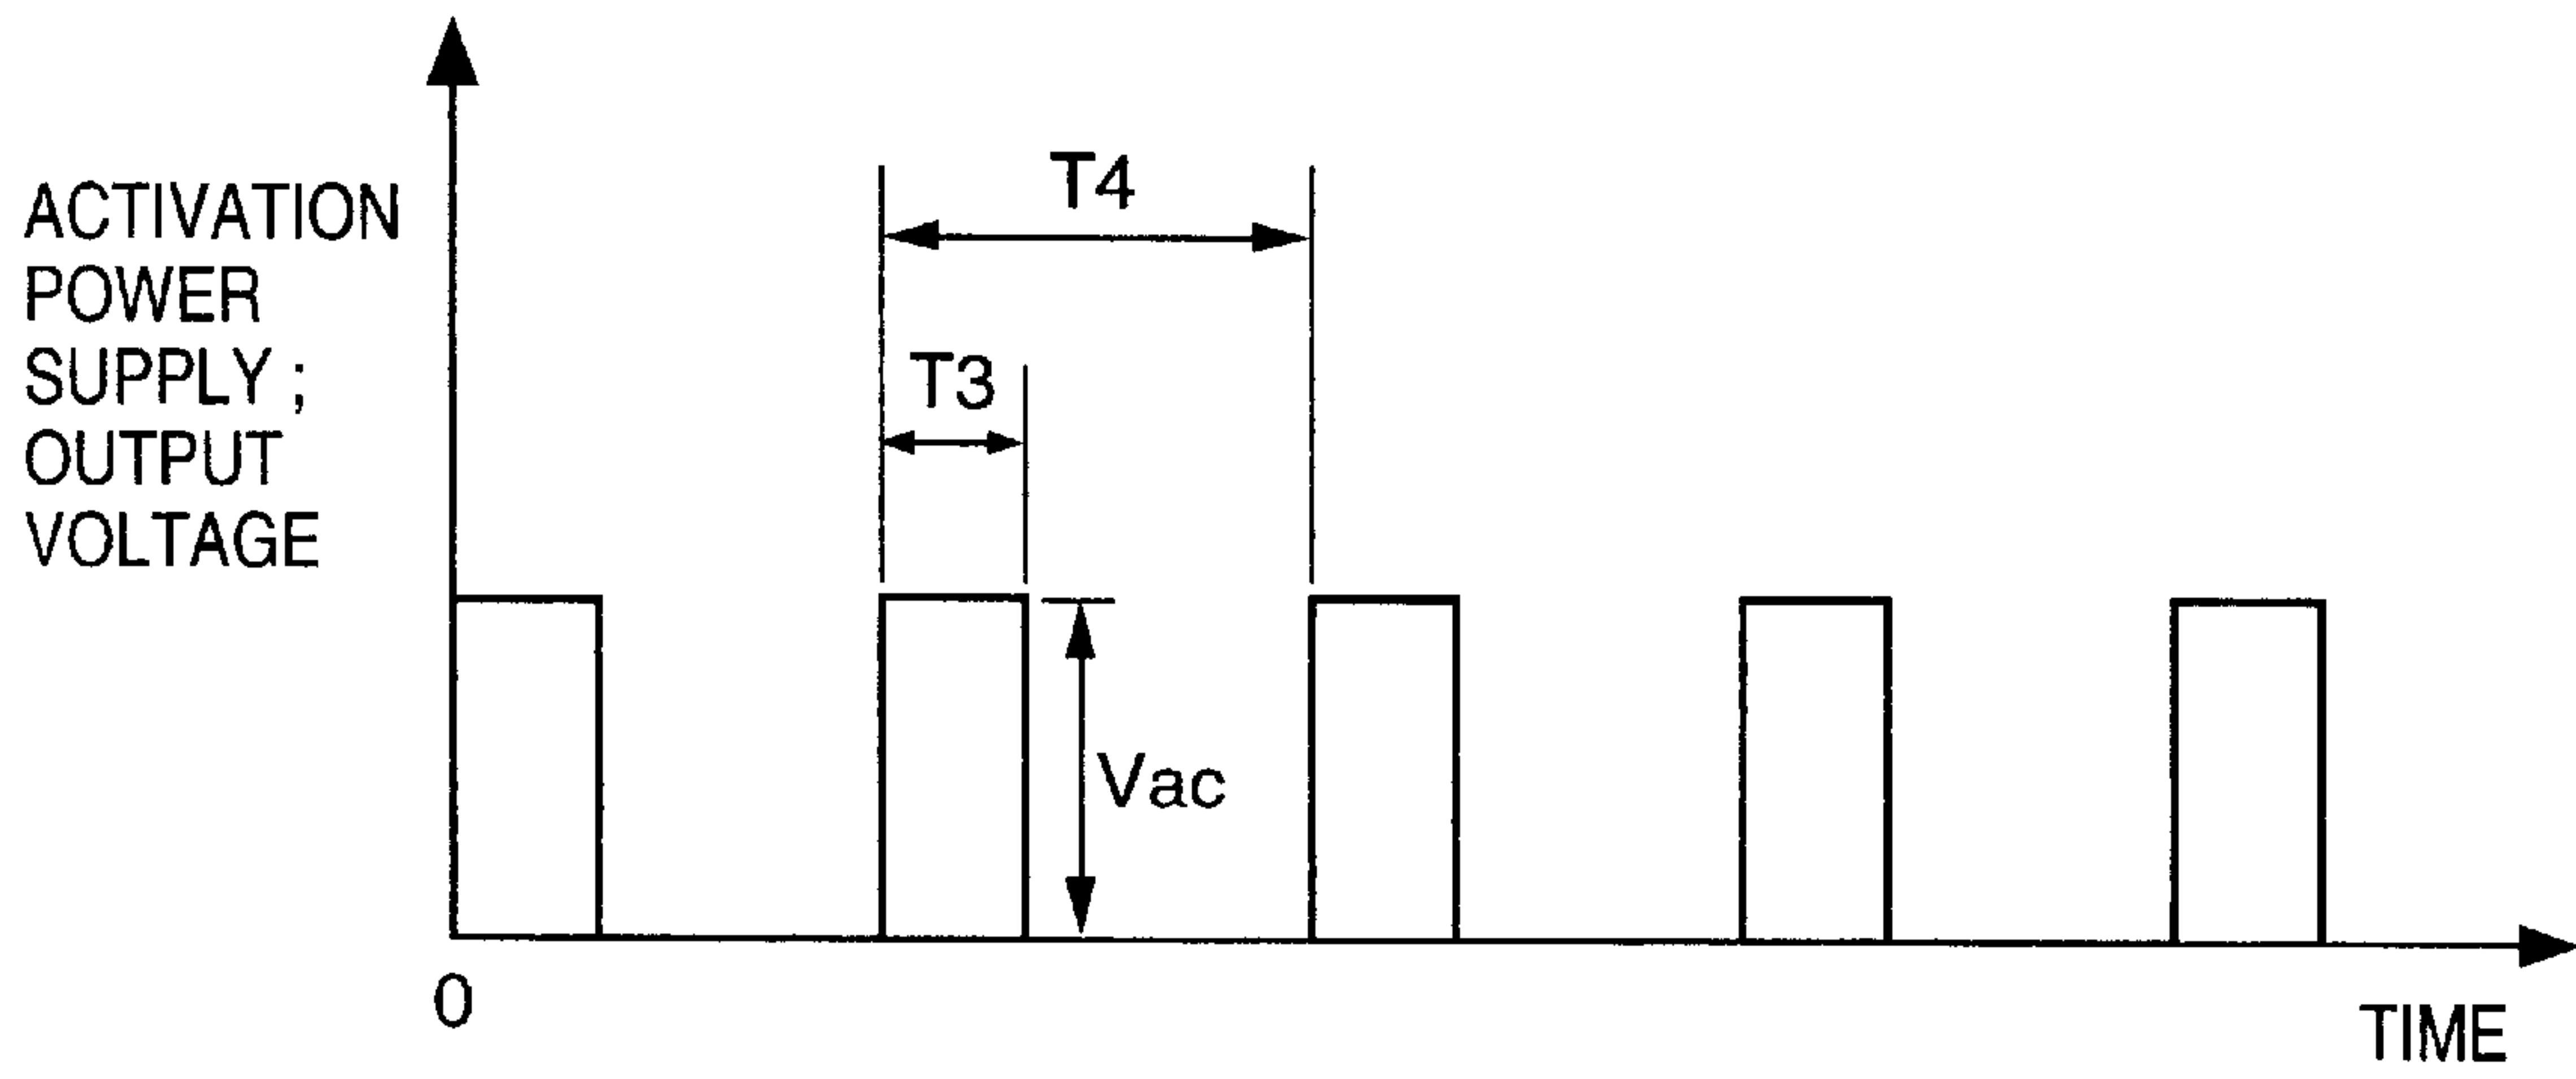 ACTIVATION
POWER
SUPPLY ;
OUTPUT
VOLTAGE
T4
T3
Vac
0
TIME